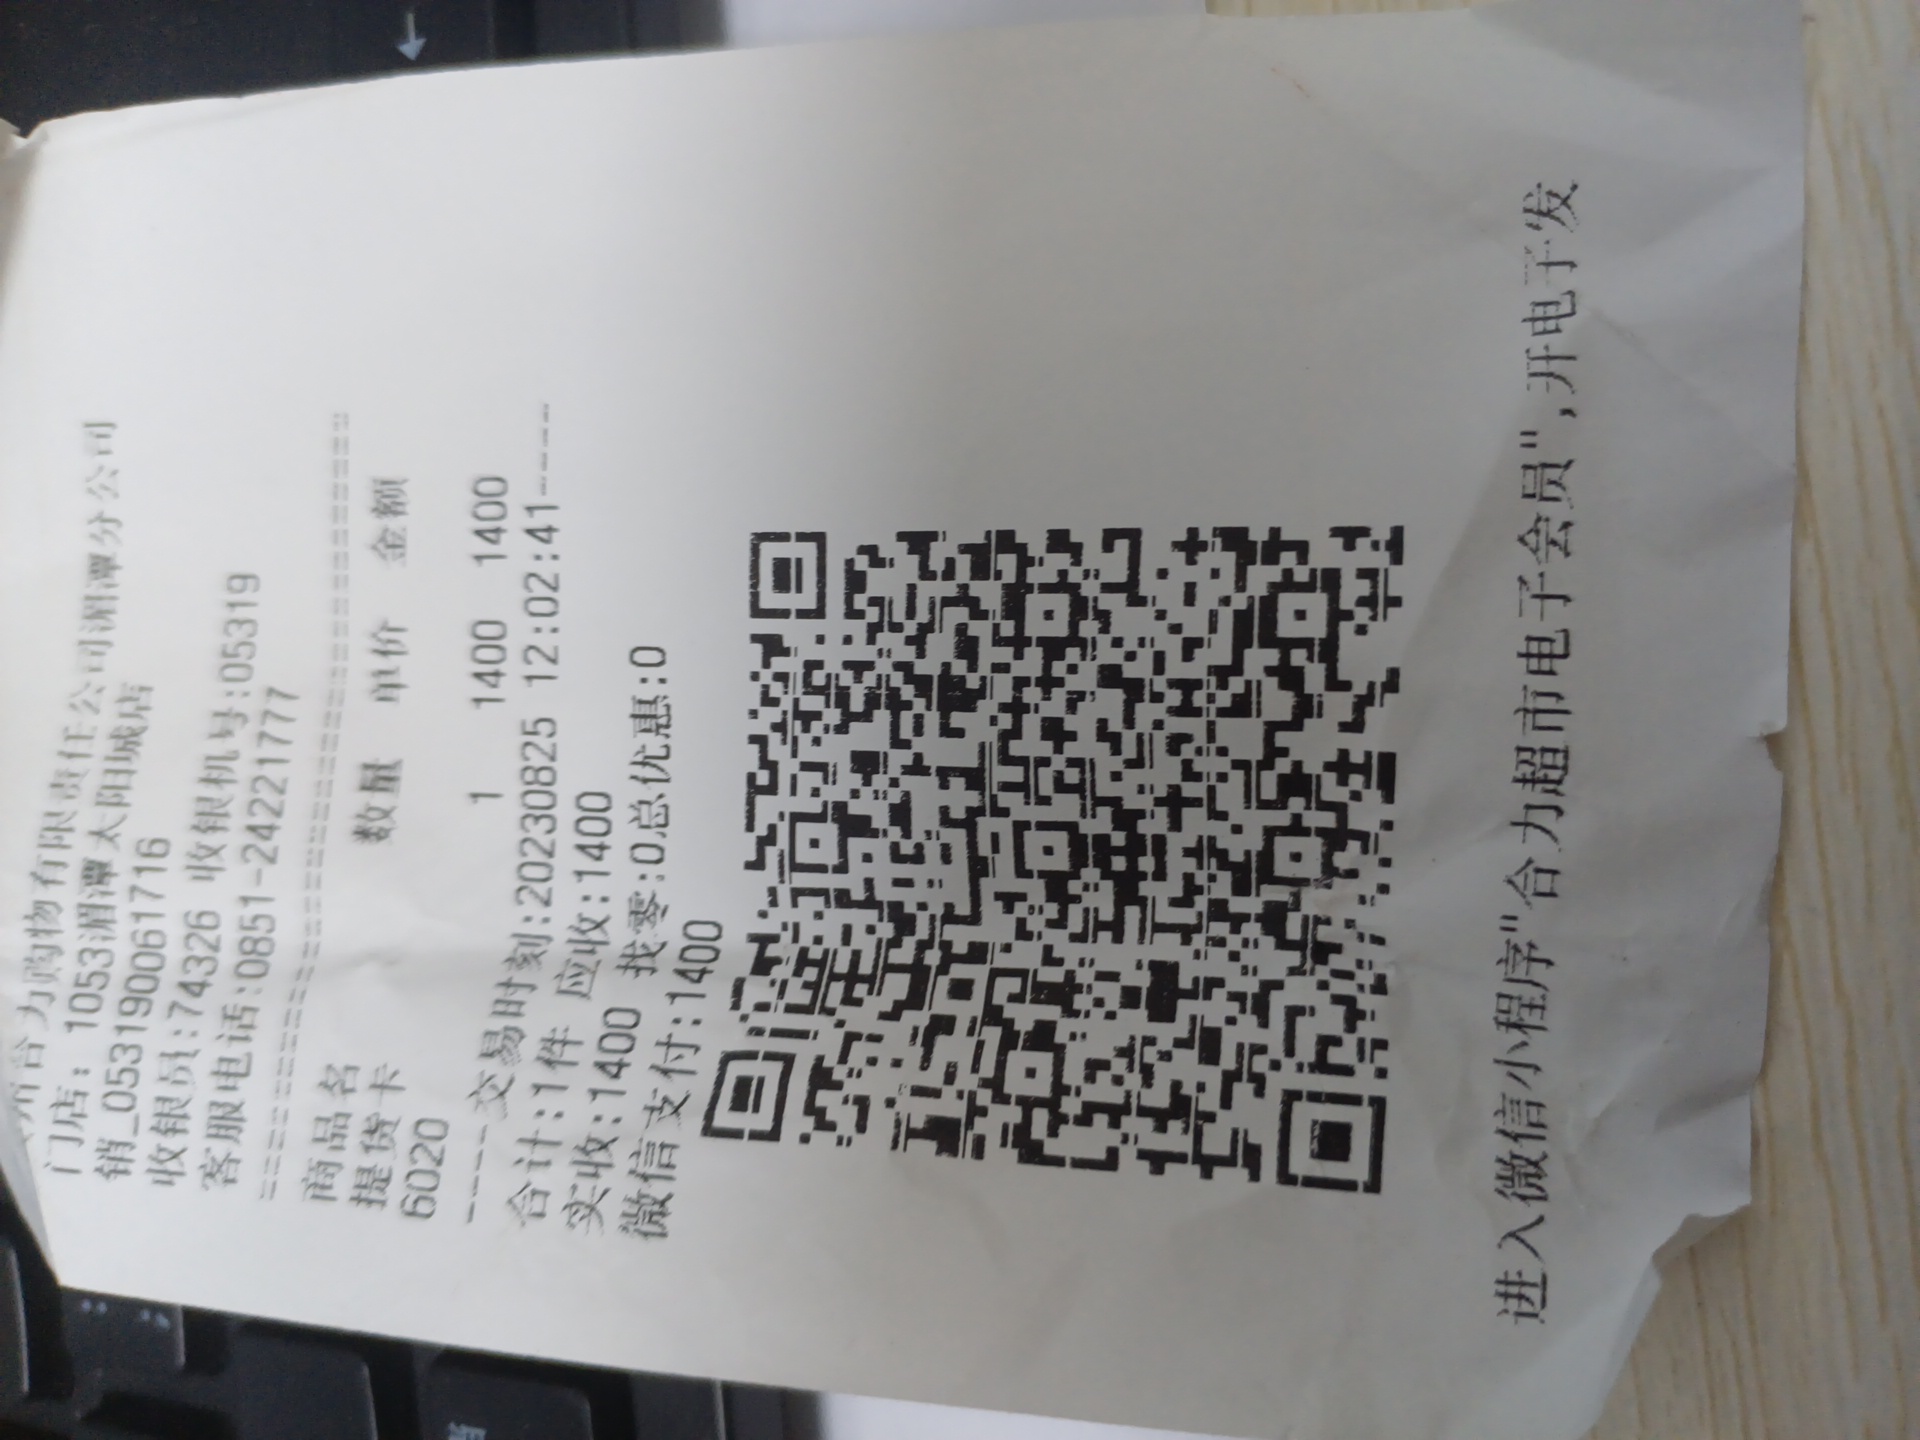 合力购物有限责任公司湄潭分公司
门店: 1053湄潭太阳城店
销_053190061716
收银员:74326 收银机号:05319
客服电话:0851-24221777
商品名 数量 单价 金额
提货卡
6020 1 1400 1400
-----交易时刻:20230825 12:02:41-----
合计:1件 应收:1400
实收:1400 找零:0总优惠:0
微信支付:1400
进入微信小程序"合力超市电子会员",开电子发